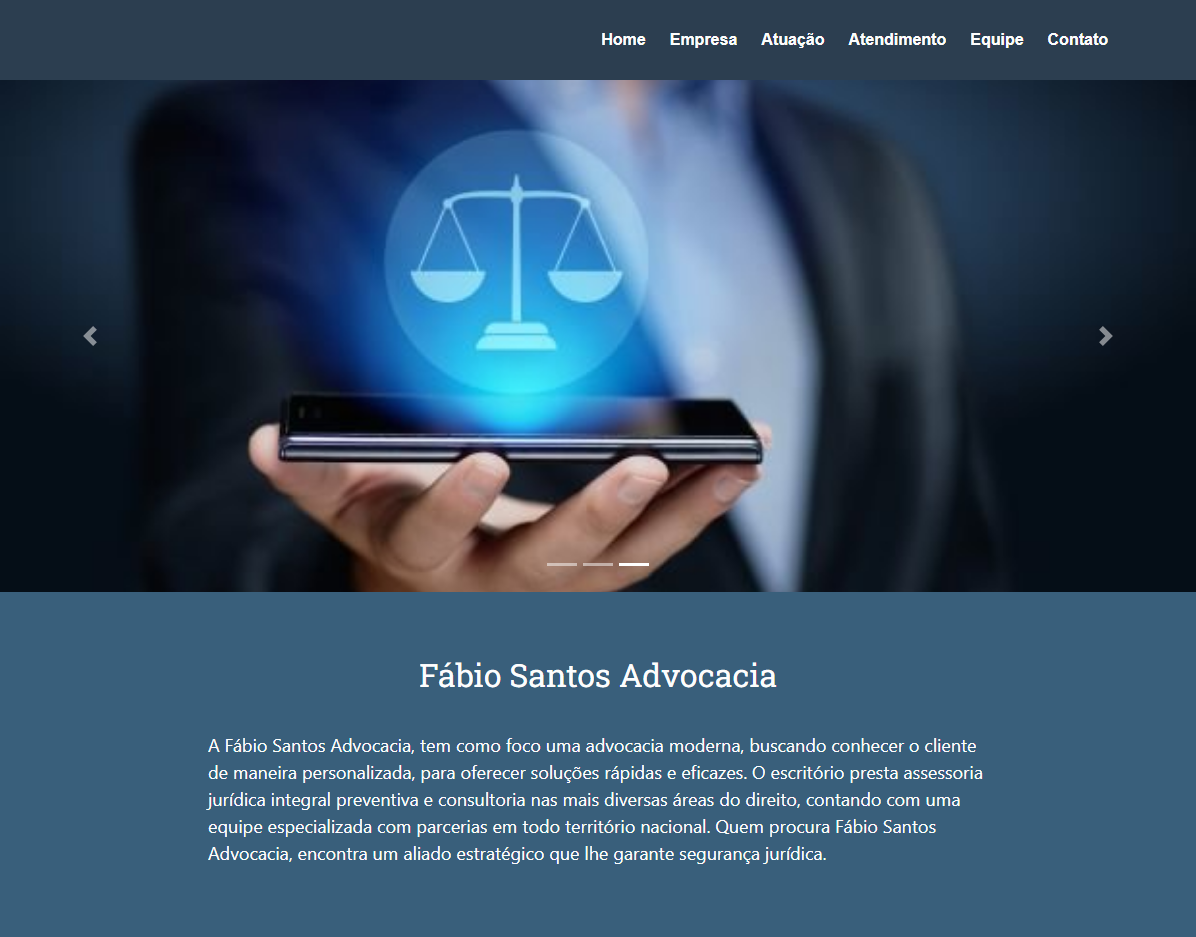 Home Empresa Atuação Atendimento Equipe Contato
Fábio Santos Advocacia
A Fábio Santos Advocacia, tem como foco uma advocacia moderna, buscando conhecer o cliente
de maneira personalizada, para oferecer soluções rápidas e eficazes. O escritório presta assessoria
jurídica integral preventiva e consultoria nas mais diversas áreas do direito, contando com uma
equipe especializada com parcerias em todo território nacional. Quem procura Fábio Santos
Advocacia, encontra um aliado estratégico que lhe garante segurança jurídica.